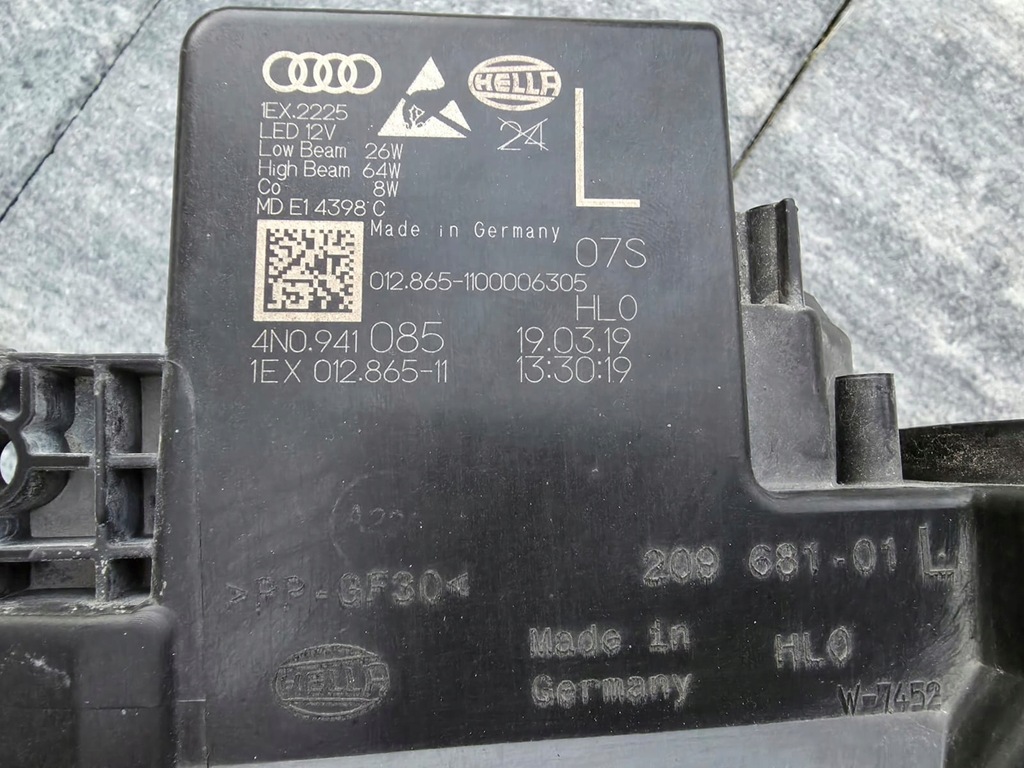 HELLA
24
L
1EX.2225
LED 12V
Low Beam 26W
High Beam 64W
Co 8W
MD E1 4398 C
Made in Germany
07S
012.865-1100006305
HL0
4N0.941 085 19.03.19
1EX 012.865-11 13:30:19
209 681-01 L
>PP-GF30<
Made in HL0
Germany
HELLA
W-7452